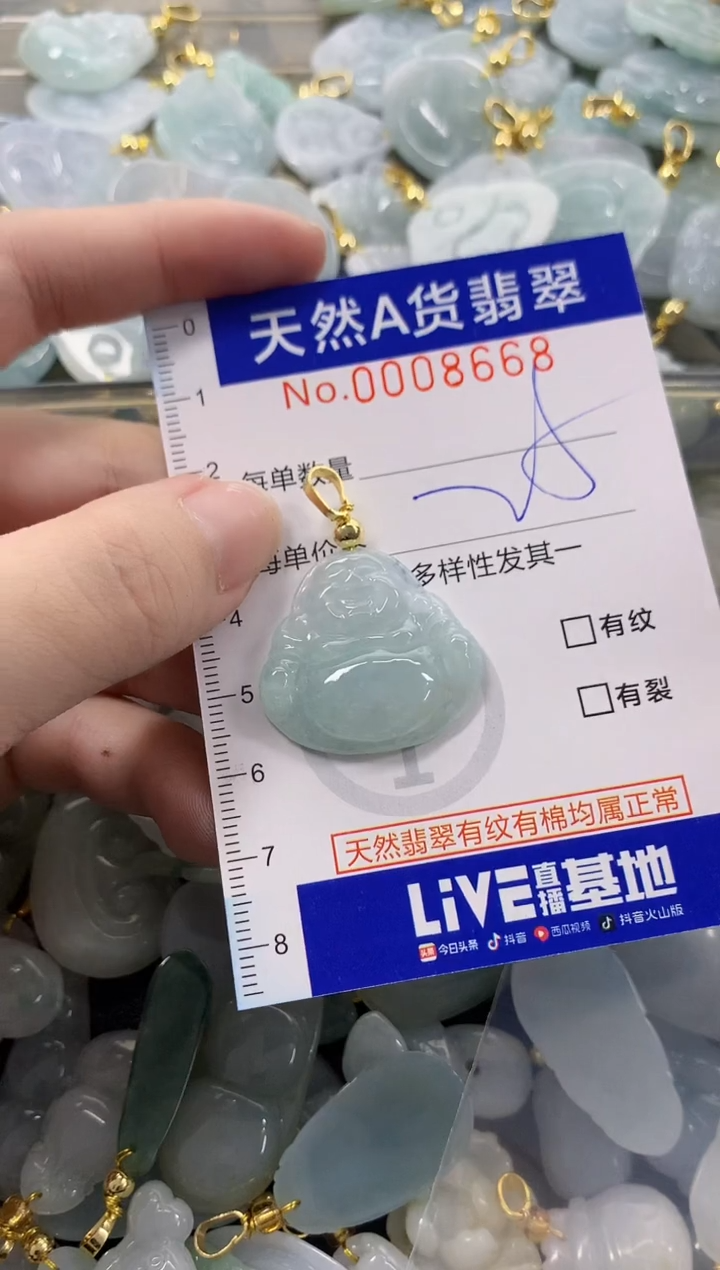 天然A货翡翠
No.0008668
0
1
2
每单数量
每单价
多样性发其一
4
□有纹
□有裂
5
6
7
8
天然翡翠有纹有棉均属正常
LiVE直播基地
头条 今日头条 抖音 西瓜视频 抖音火山版